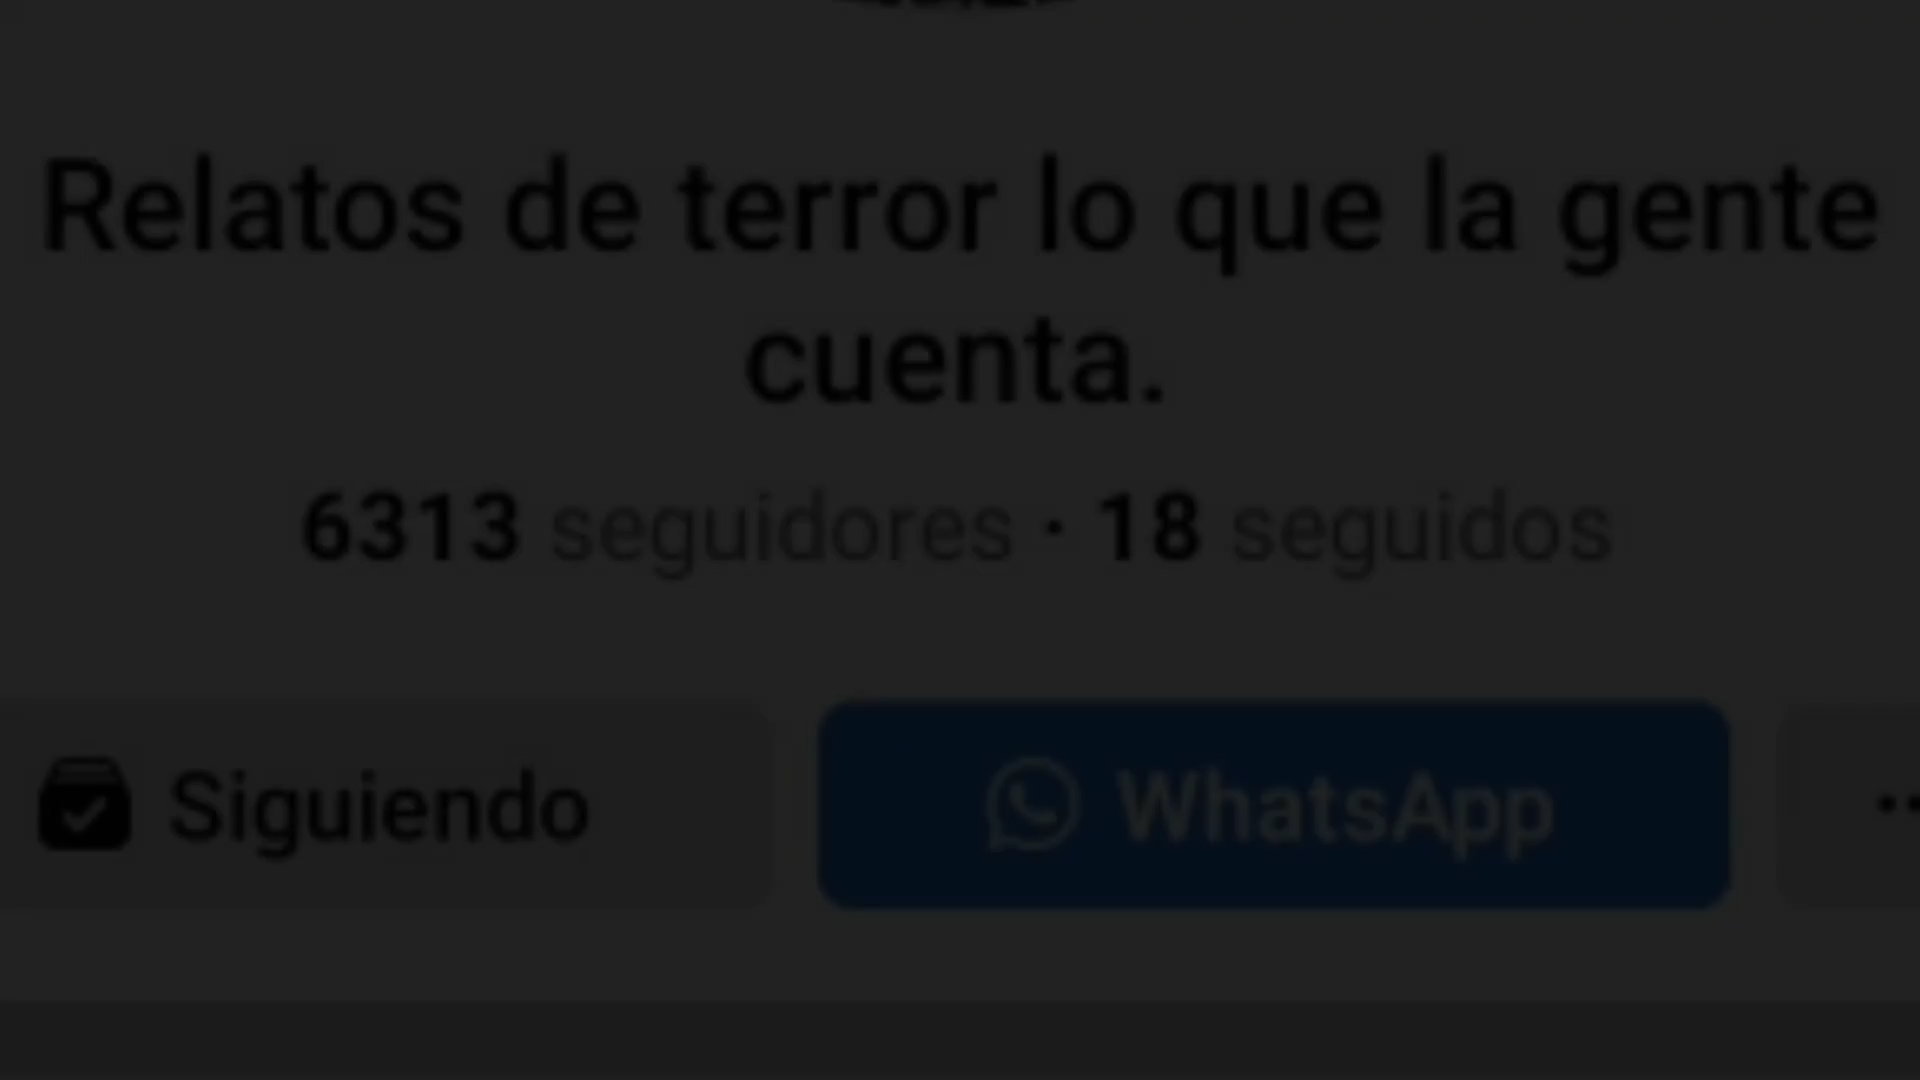 Relatos de terror lo que la gente
cuenta.
6313 seguidores · 18 seguidos
Siguiendo
WhatsApp